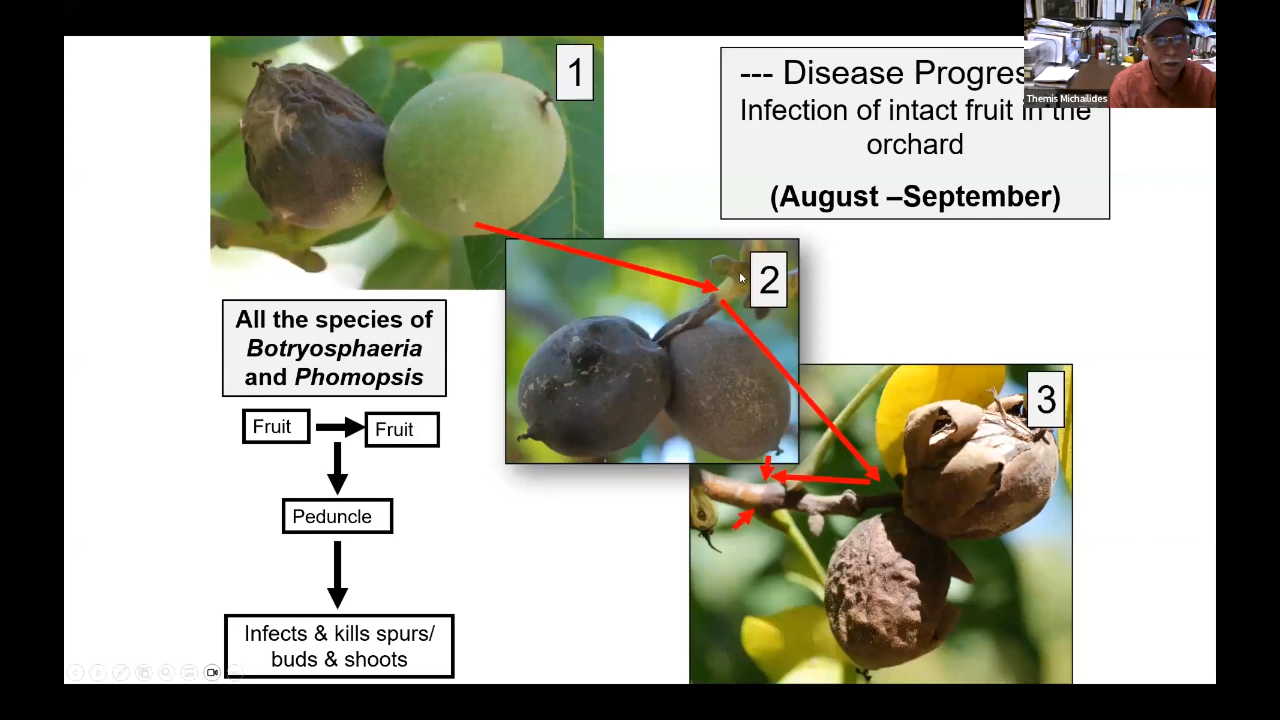 1
--- Disease Progres
Infection of intact fruit in the
orchard
(August –September)
Themis Michailides
2
All the species of
Botryosphaeria
and Phomopsis
3
Fruit
Fruit
Peduncle
Infects & kills spurs/
buds & shoots